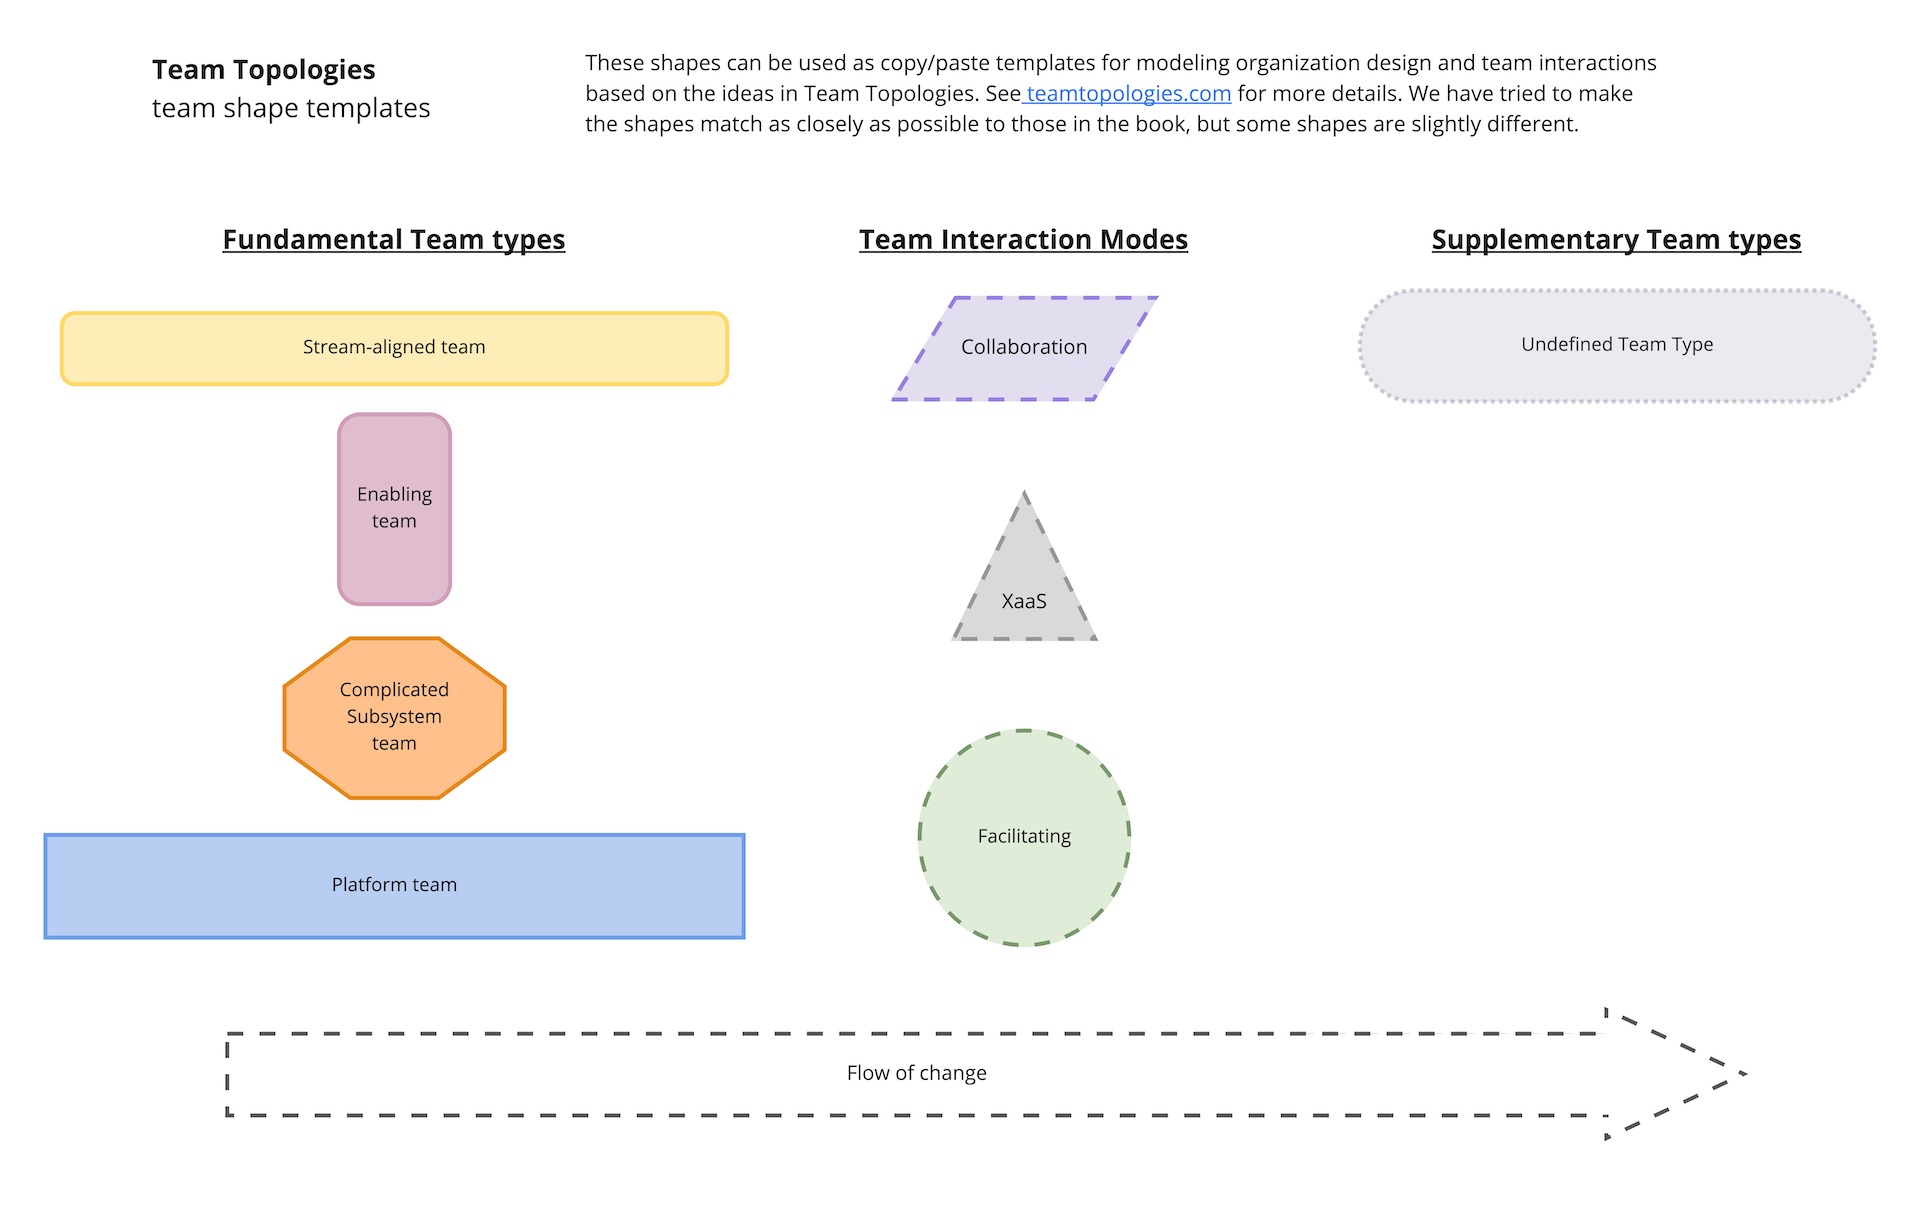 Team Topologies
team shape templates
These shapes can be used as copy/paste templates for modeling organization design and team interactions
based on the ideas in Team Topologies. See teamtopologies.com for more details. We have tried to make
the shapes match as closely as possible to those in the book, but some shapes are slightly different.
Fundamental Team types
Stream-aligned team
Enabling
team
Complicated
Subsystem
team
Platform team
Team Interaction Modes
Collaboration
XaaS
Facilitating
Supplementary Team types
Undefined Team Type
Flow of change